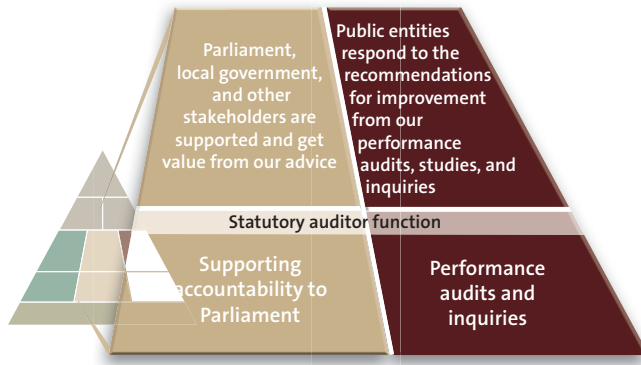 Parliament,
local government,
and other
stakeholders are
supported and get
value from our advice
Public entities
respond to the
recommendations
for improvement
from our
performance
audits, studies, and
inquiries
Statutory auditor function
Supporting
accountability to
Parliament
Performance
audits and
inquiries